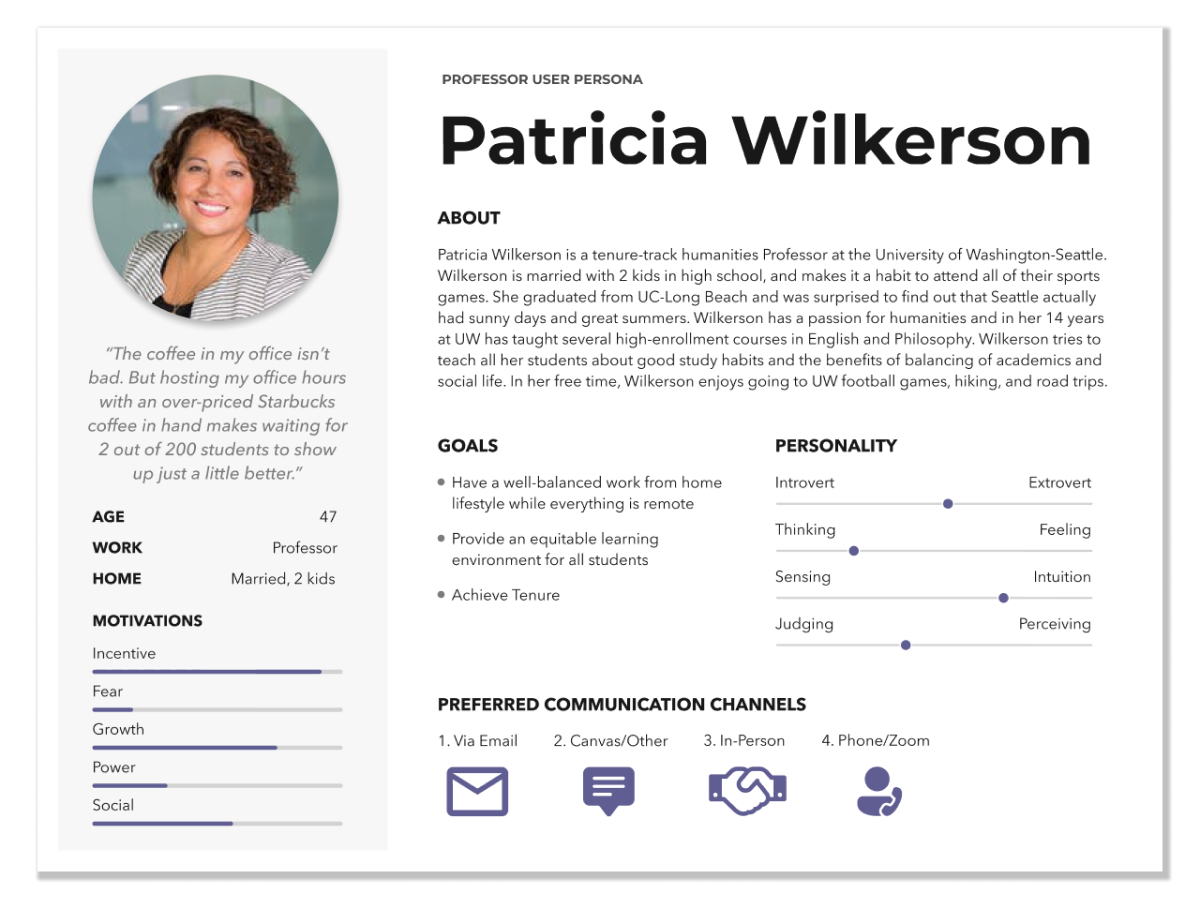 PROFESSOR USER PERSONA
Patricia Wilkerson
ABOUT
Patricia Wilkerson is a tenure-track humanities Professor at the University of Washington-Seattle.
Wilkerson is married with 2 kids in high school, and makes it a habit to attend all of their sports
games. She graduated from UC-Long Beach and was surprised to find out that Seattle actually
had sunny days and great summers. Wilkerson has a passion for humanities and in her 14 years
at UW has taught several high-enrollment courses in English and Philosophy. Wilkerson tries to
teach all her students about good study habits and the benefits of balancing of academics and
social life. In her free time, Wilkerson enjoys going to UW football games, hiking, and road trips.
“The coffee in my office isn’t
bad. But hosting my office hours
with an over-priced Starbucks
coffee in hand makes waiting for
2 out of 200 students to show
up just a little better.”
AGE 47
WORK Professor
HOME Married, 2 kids
MOTIVATIONS
Incentive
Fear
Growth
Power
Social
GOALS
Have a well-balanced work from home
lifestyle while everything is remote
Provide an equitable learning
environment for all students
Achieve Tenure
PERSONALITY
Introvert Extrovert
Thinking Feeling
Sensing Intuition
Judging Perceiving
PREFERRED COMMUNICATION CHANNELS
1. Via Email 2. Canvas/Other 3. In-Person 4. Phone/Zoom